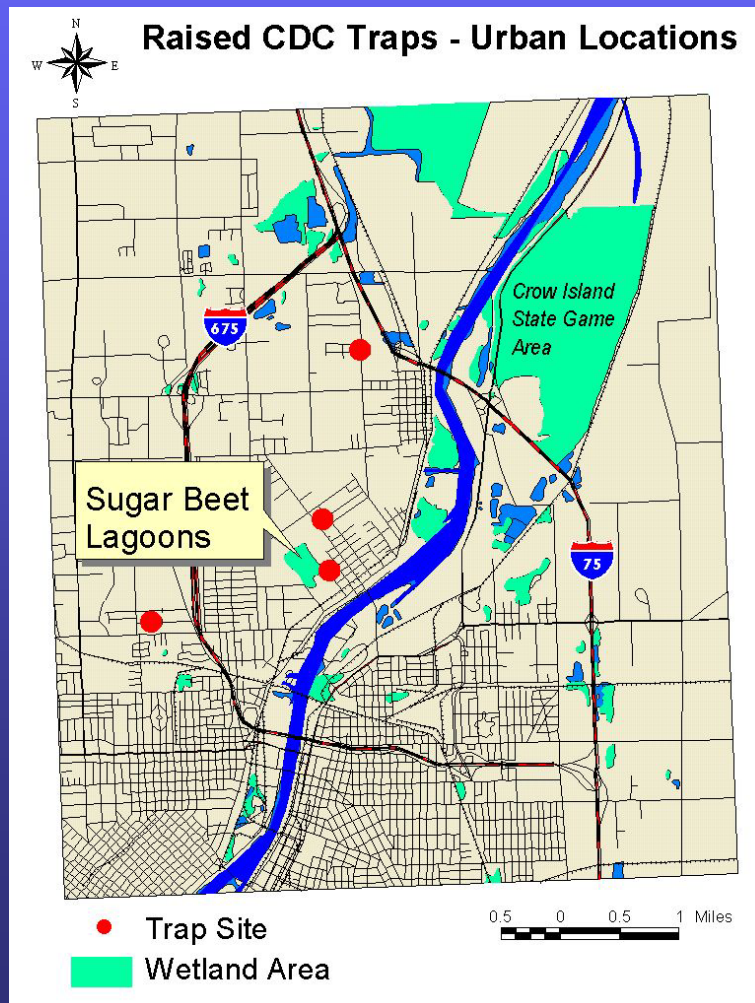 N
Raised CDC Traps - Urban Locations
W E
S
Crow Island
State Game
Area
675
Sugar Beet
Lagoons
75
Trap Site
0.5 0 0.5 1 Miles
Wetland Area